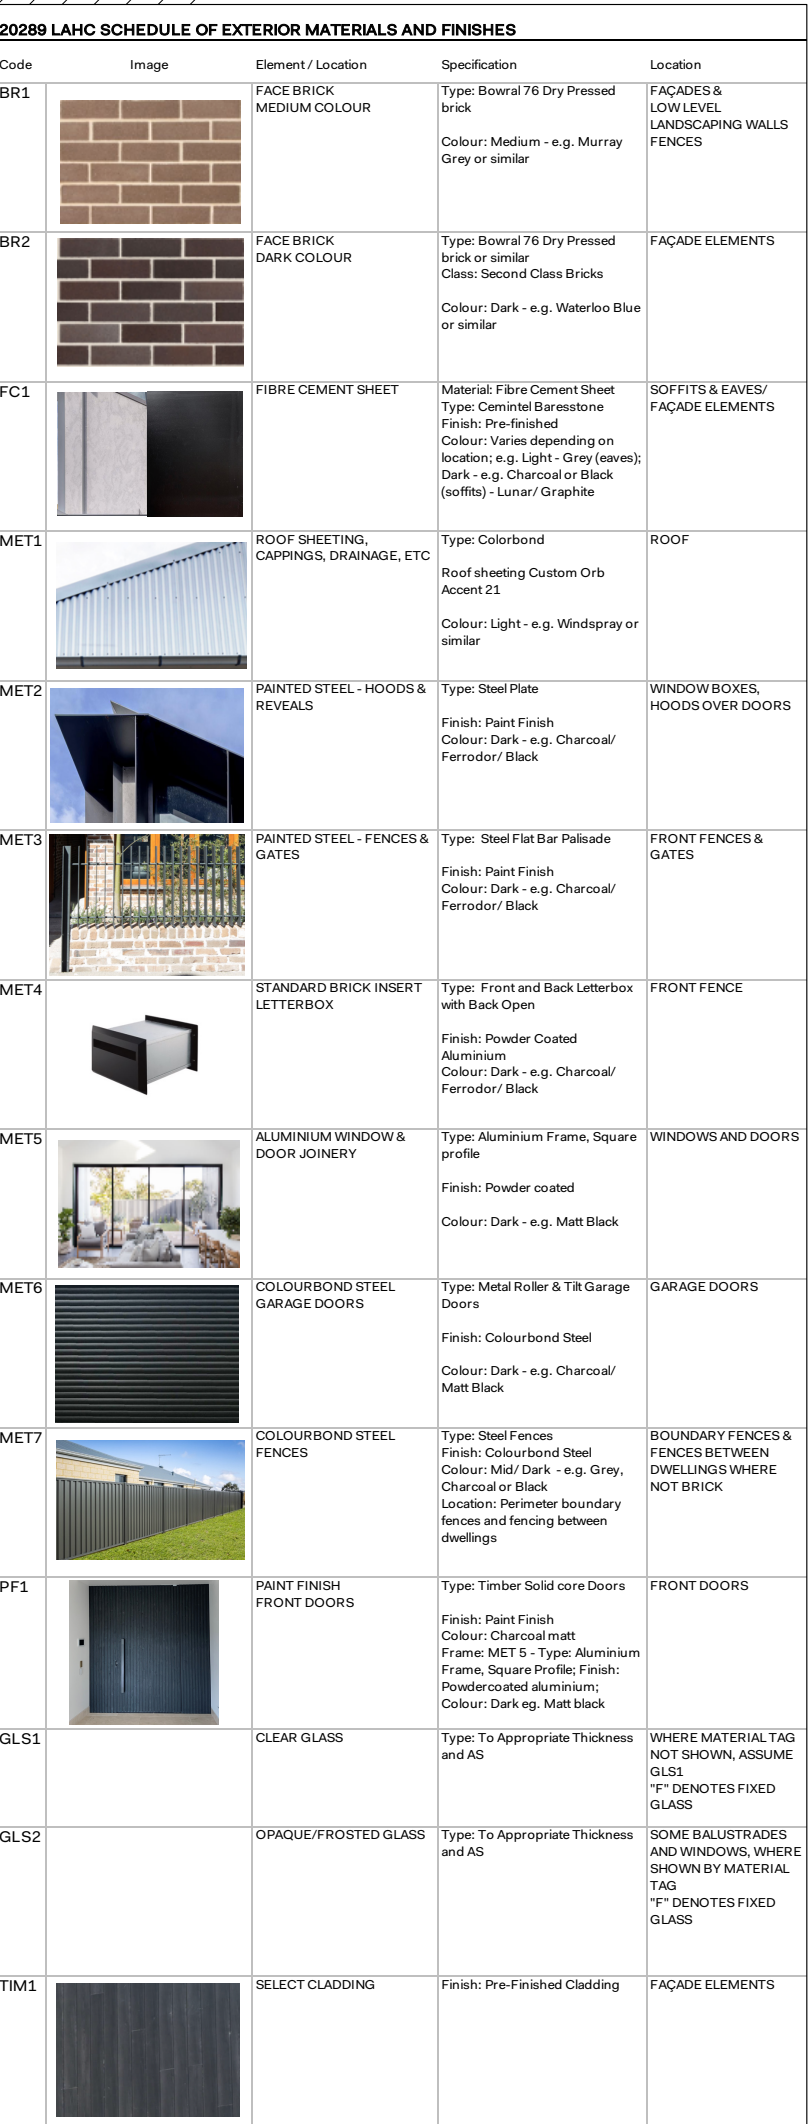 20289 LAHC SCHEDULE OF EXTERIOR MATERIALS AND FINISHES
Code Image Element / Location Specification Location
BR1
FACE BRICK
MEDIUM COLOUR
Type: Bowral 76 Dry Pressed
brick
Colour: Medium - e.g. Murray
Grey or similar
FAÇADES &
LOW LEVEL
LANDSCAPING WALLS
FENCES
BR2
FACE BRICK
DARK COLOUR
Type: Bowral 76 Dry Pressed
brick or similar
Class: Second Class Bricks
Colour: Dark - e.g. Waterloo Blue
or similar
FAÇADE ELEMENTS
FC1
FIBRE CEMENT SHEET
Material: Fibre Cement Sheet
Type: Cemintel Baresstone
Finish: Pre-finished
Colour: Varies depending on
location; e.g. Light - Grey (eaves);
Dark - e.g. Charcoal or Black
(soffits) - Lunar/ Graphite
SOFFITS & EAVES/
FAÇADE ELEMENTS
MET1
ROOF SHEETING,
CAPPINGS, DRAINAGE, ETC
Type: Colorbond
Roof sheeting Custom Orb
Accent 21
Colour: Light - e.g. Windspray or
similar
ROOF
MET2
PAINTED STEEL - HOODS &
REVEALS
Type: Steel Plate
Finish: Paint Finish
Colour: Dark - e.g. Charcoal/
Ferrodor/ Black
WINDOW BOXES,
HOODS OVER DOORS
MET3
PAINTED STEEL - FENCES &
GATES
Type: Steel Flat Bar Palisade
Finish: Paint Finish
Colour: Dark - e.g. Charcoal/
Ferrodor/ Black
FRONT FENCES &
GATES
MET4
STANDARD BRICK INSERT
LETTERBOX
Type: Front and Back Letterbox
with Back Open
Finish: Powder Coated
Aluminium
Colour: Dark - e.g. Charcoal/
Ferrodor/ Black
FRONT FENCE
MET5
ALUMINIUM WINDOW &
DOOR JOINERY
Type: Aluminium Frame, Square
profile
Finish: Powder coated
Colour: Dark - e.g. Matt Black
WINDOWS AND DOORS
MET6
COLOURBOND STEEL
GARAGE DOORS
Type: Metal Roller & Tilt Garage
Doors
Finish: Colourbond Steel
Colour: Dark - e.g. Charcoal/
Matt Black
GARAGE DOORS
MET7
COLOURBOND STEEL
FENCES
Type: Steel Fences
Finish: Colourbond Steel
Colour: Mid/ Dark - e.g. Grey,
Charcoal or Black
Location: Perimeter boundary
fences and fencing between
dwellings
BOUNDARY FENCES &
FENCES BETWEEN
DWELLINGS WHERE
NOT BRICK
PF1
PAINT FINISH
FRONT DOORS
Type: Timber Solid core Doors
Finish: Paint Finish
Colour: Charcoal matt
Frame: MET 5 - Type: Aluminium
Frame, Square Profile; Finish:
Powdercoated aluminium;
Colour: Dark eg. Matt black
FRONT DOORS
GLS1
CLEAR GLASS
Type: To Appropriate Thickness
and AS
WHERE MATERIAL TAG
NOT SHOWN, ASSUME
GLS1
"F" DENOTES FIXED
GLASS
GLS2
OPAQUE/FROSTED GLASS
Type: To Appropriate Thickness
and AS
SOME BALUSTRADES
AND WINDOWS, WHERE
SHOWN BY MATERIAL
TAG
"F" DENOTES FIXED
GLASS
TIM1
SELECT CLADDING
Finish: Pre-Finished Cladding
FAÇADE ELEMENTS